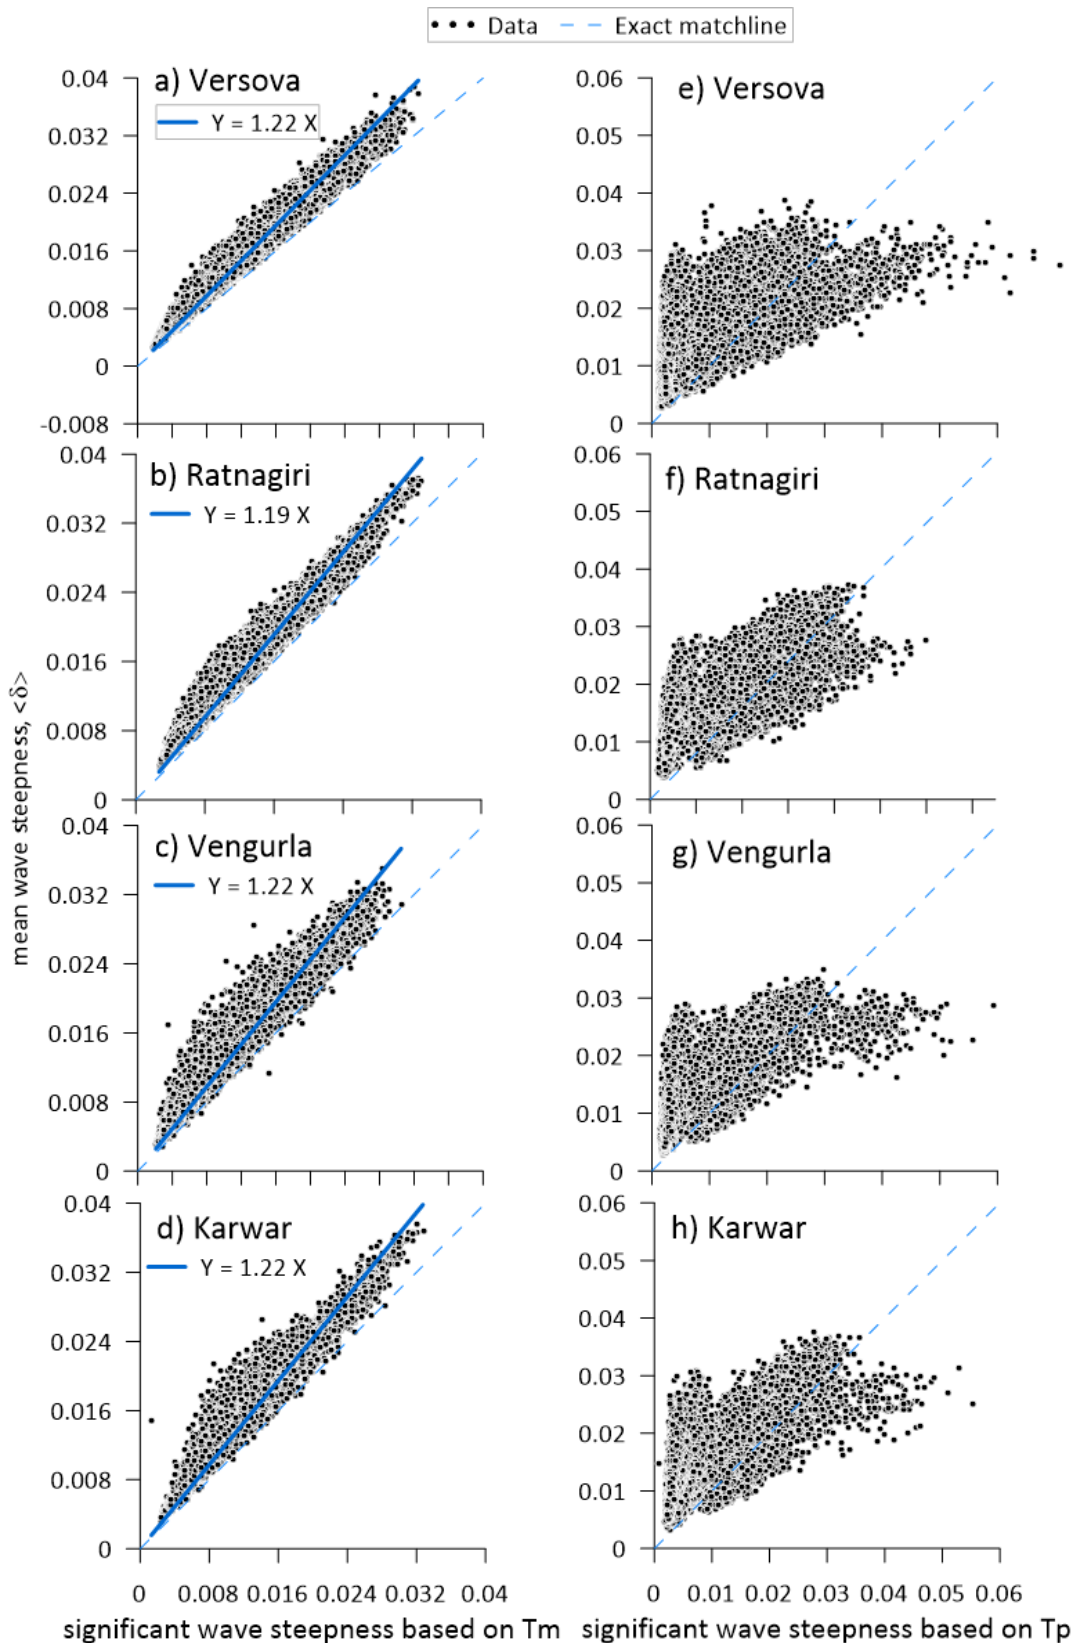 Data   Exact matchline
a) Versova
Y = 1.22 X
0.04
0.032
0.024
0.016
0.008
0
-0.008
e) Versova
0.06
0.05
0.04
0.03
0.02
0.01
0
b) Ratnagiri
Y = 1.19 X
0.04
0.032
0.024
0.016
0.008
0
f) Ratnagiri
0.06
0.05
0.04
0.03
0.02
0.01
0
mean wave steepness, <δ>
c) Vengurla
Y = 1.22 X
0.04
0.032
0.024
0.016
0.008
0
g) Vengurla
0.06
0.05
0.04
0.03
0.02
0.01
0
d) Karwar
Y = 1.22 X
0.04
0.032
0.024
0.016
0.008
0
h) Karwar
0.06
0.05
0.04
0.03
0.02
0.01
0
0 0.008 0.016 0.024 0.032 0.04
0 0.01 0.02 0.03 0.04 0.05 0.06
significant wave steepness based on Tm
significant wave steepness based on Tp